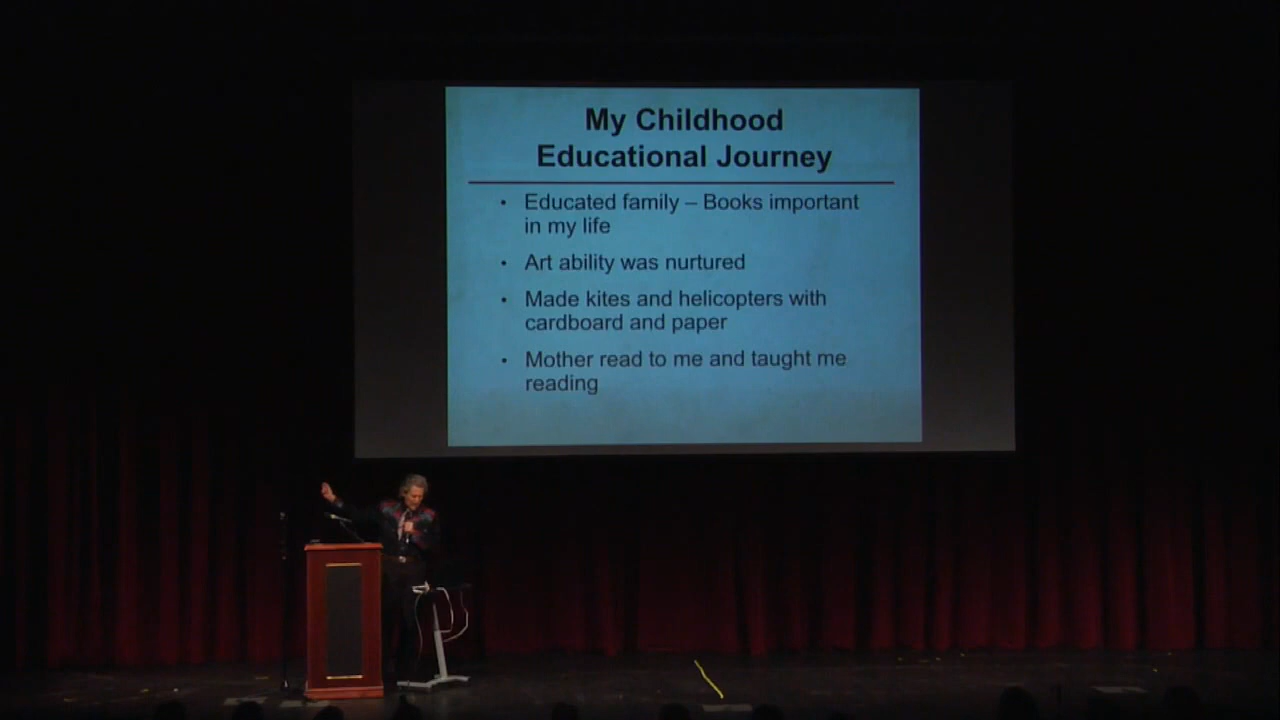 My Childhood
Educational Journey
• Educated family – Books important
in my life
• Art ability was nurtured
• Made kites and helicopters with
cardboard and paper
• Mother read to me and taught me
reading